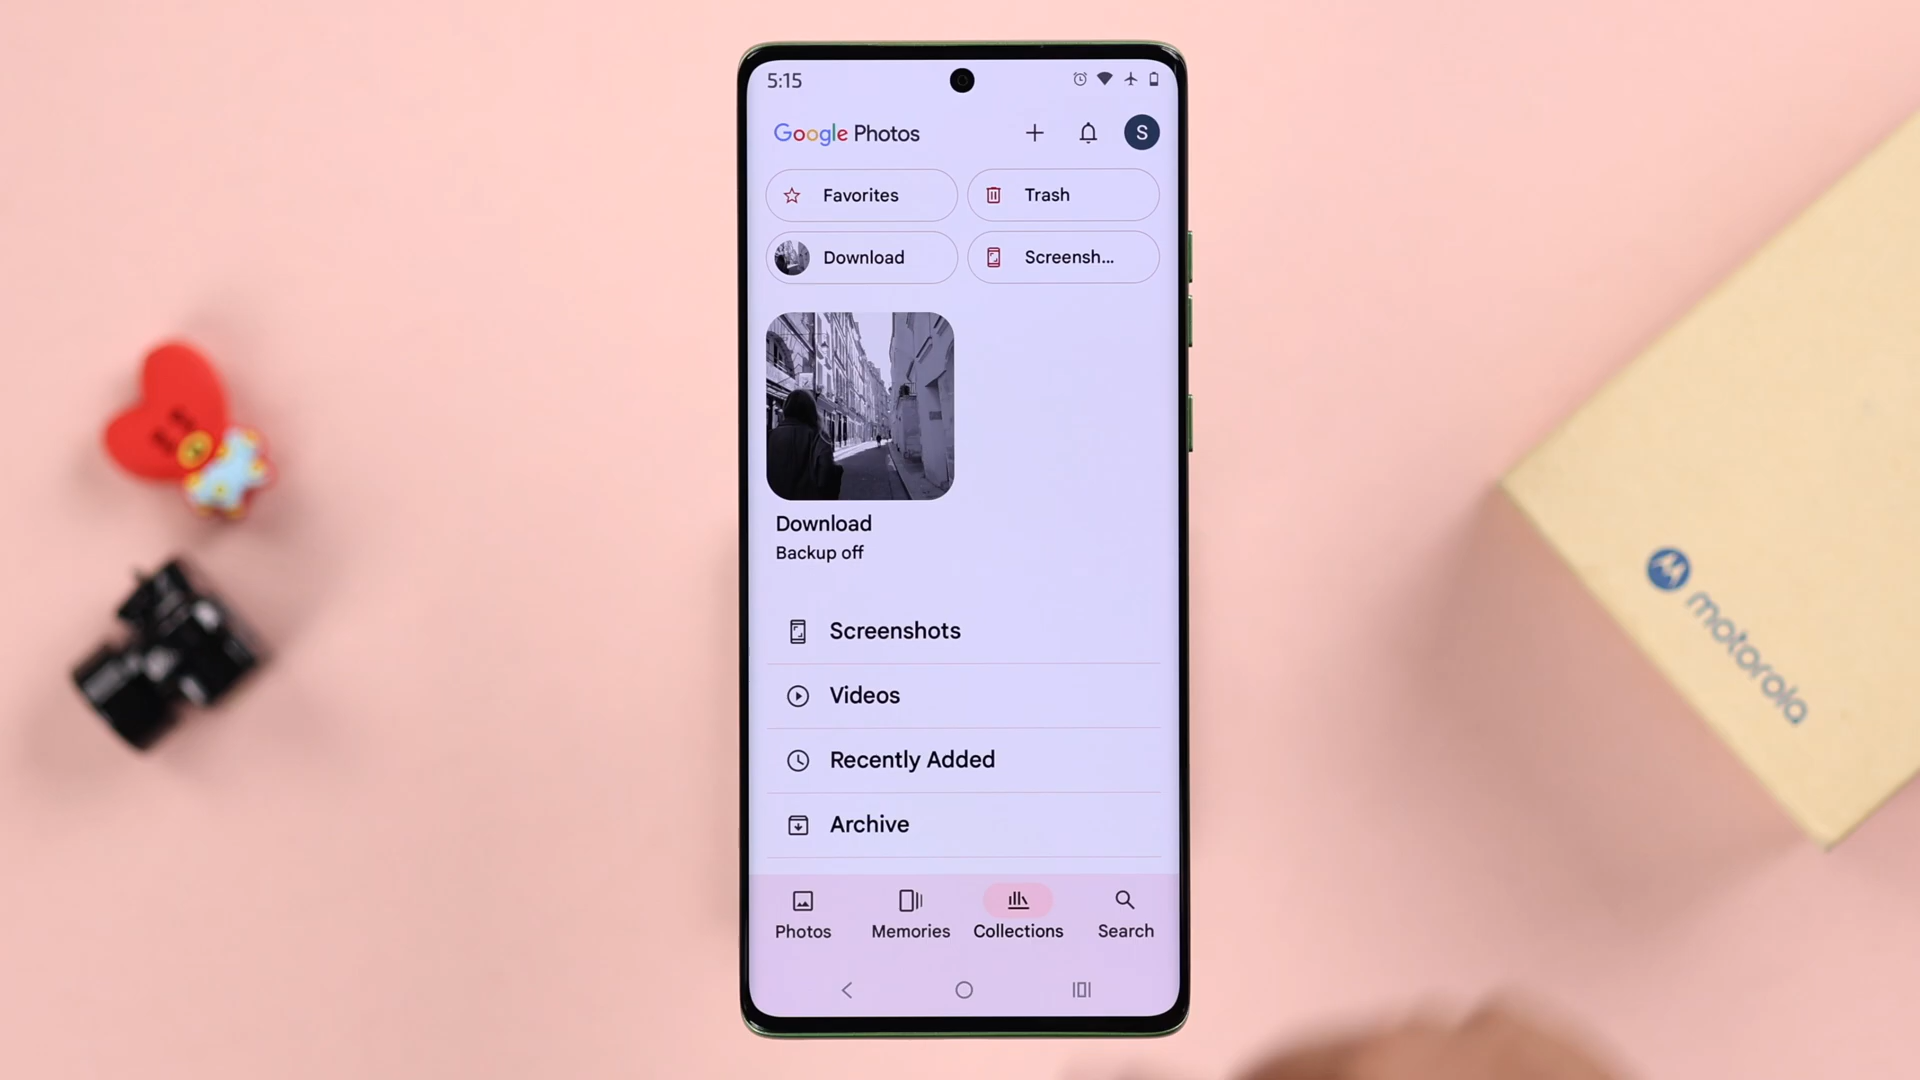 5:15
Google Photos
S
Favorites
Trash
Download
Screensh...
Download
Backup off
Screenshots
Videos
Recently Added
Archive
Photos
Memories
Collections
Search
motorola